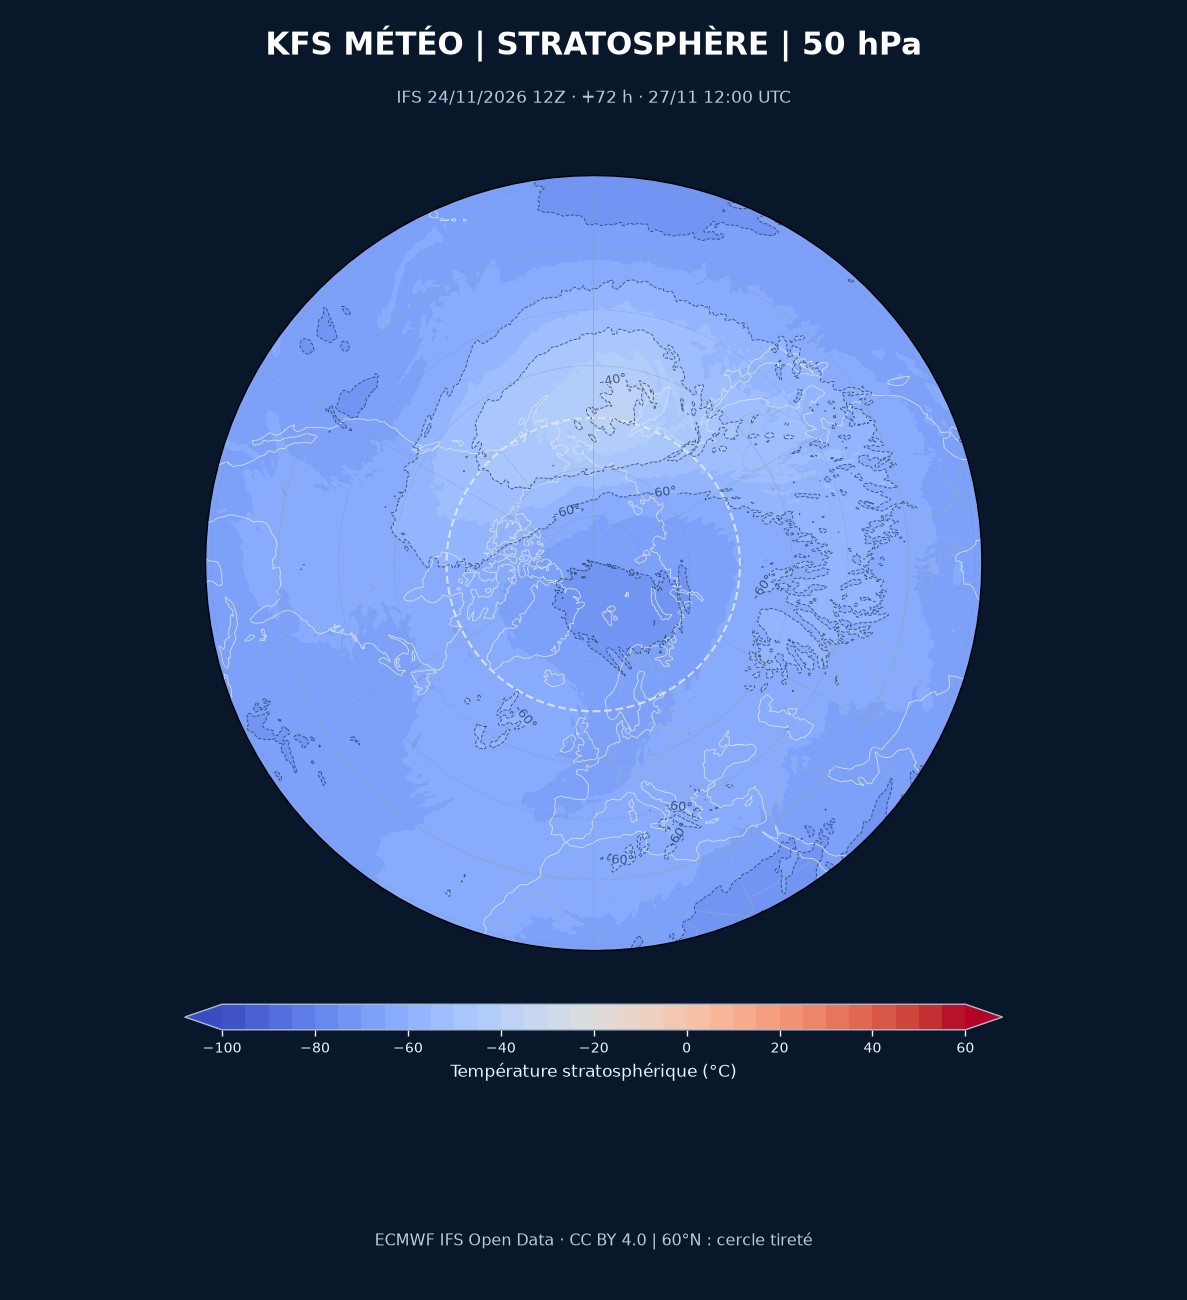 KFS MÉTÉO | STRATOSPHÈRE | 50 hPa
IFS 24/11/2026 12Z · +72 h · 27/11 12:00 UTC
-40°
-60°
-60°
-60°
-60°
-60°
-60°
-60°
−100 −80 −60 −40 −20 0 20 40 60
Température stratosphérique (°C)
ECMWF IFS Open Data · CC BY 4.0 | 60°N : cercle tireté